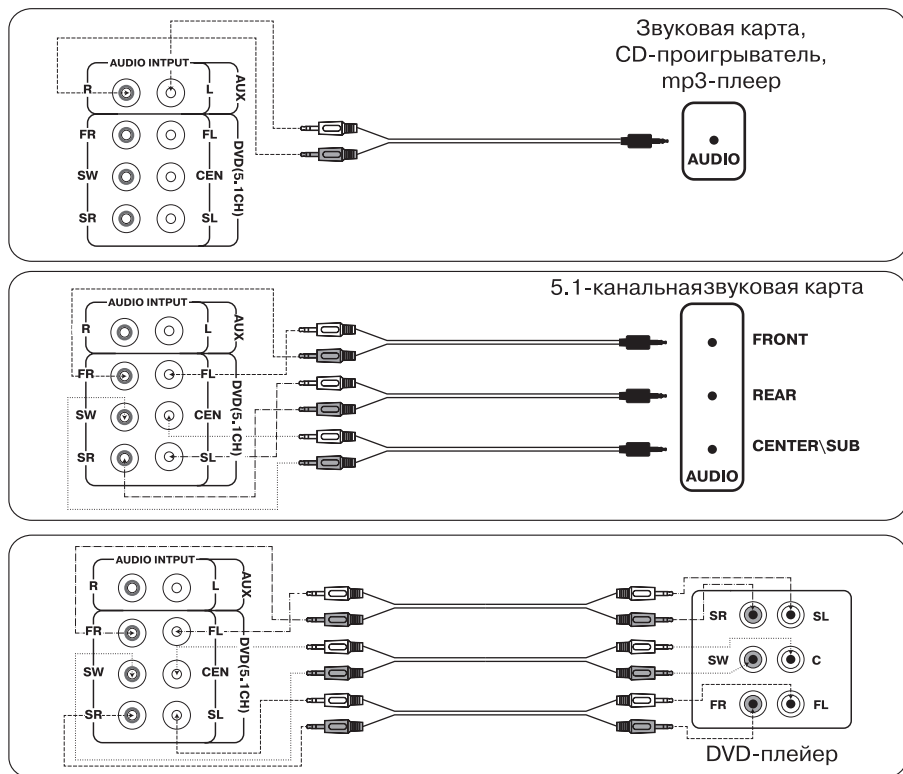 Звуковая карта,
CD-проигрыватель,
mp3-плеер
AUDIO INTPUT
R L AUX
FR FL
SW CEN
SR SL
DVD(5.1CH)
AUDIO
5.1-канальнаязвуковая карта
AUDIO INTPUT
R L AUX
FR FL
SW CEN
SR SL
DVD(5.1CH)
FRONT
REAR
CENTER\SUB
AUDIO
AUDIO INTPUT
R L AUX
FR FL
SW CEN
SR SL
DVD(5.1CH)
SR SL
SW C
FR FL
DVD-плейер